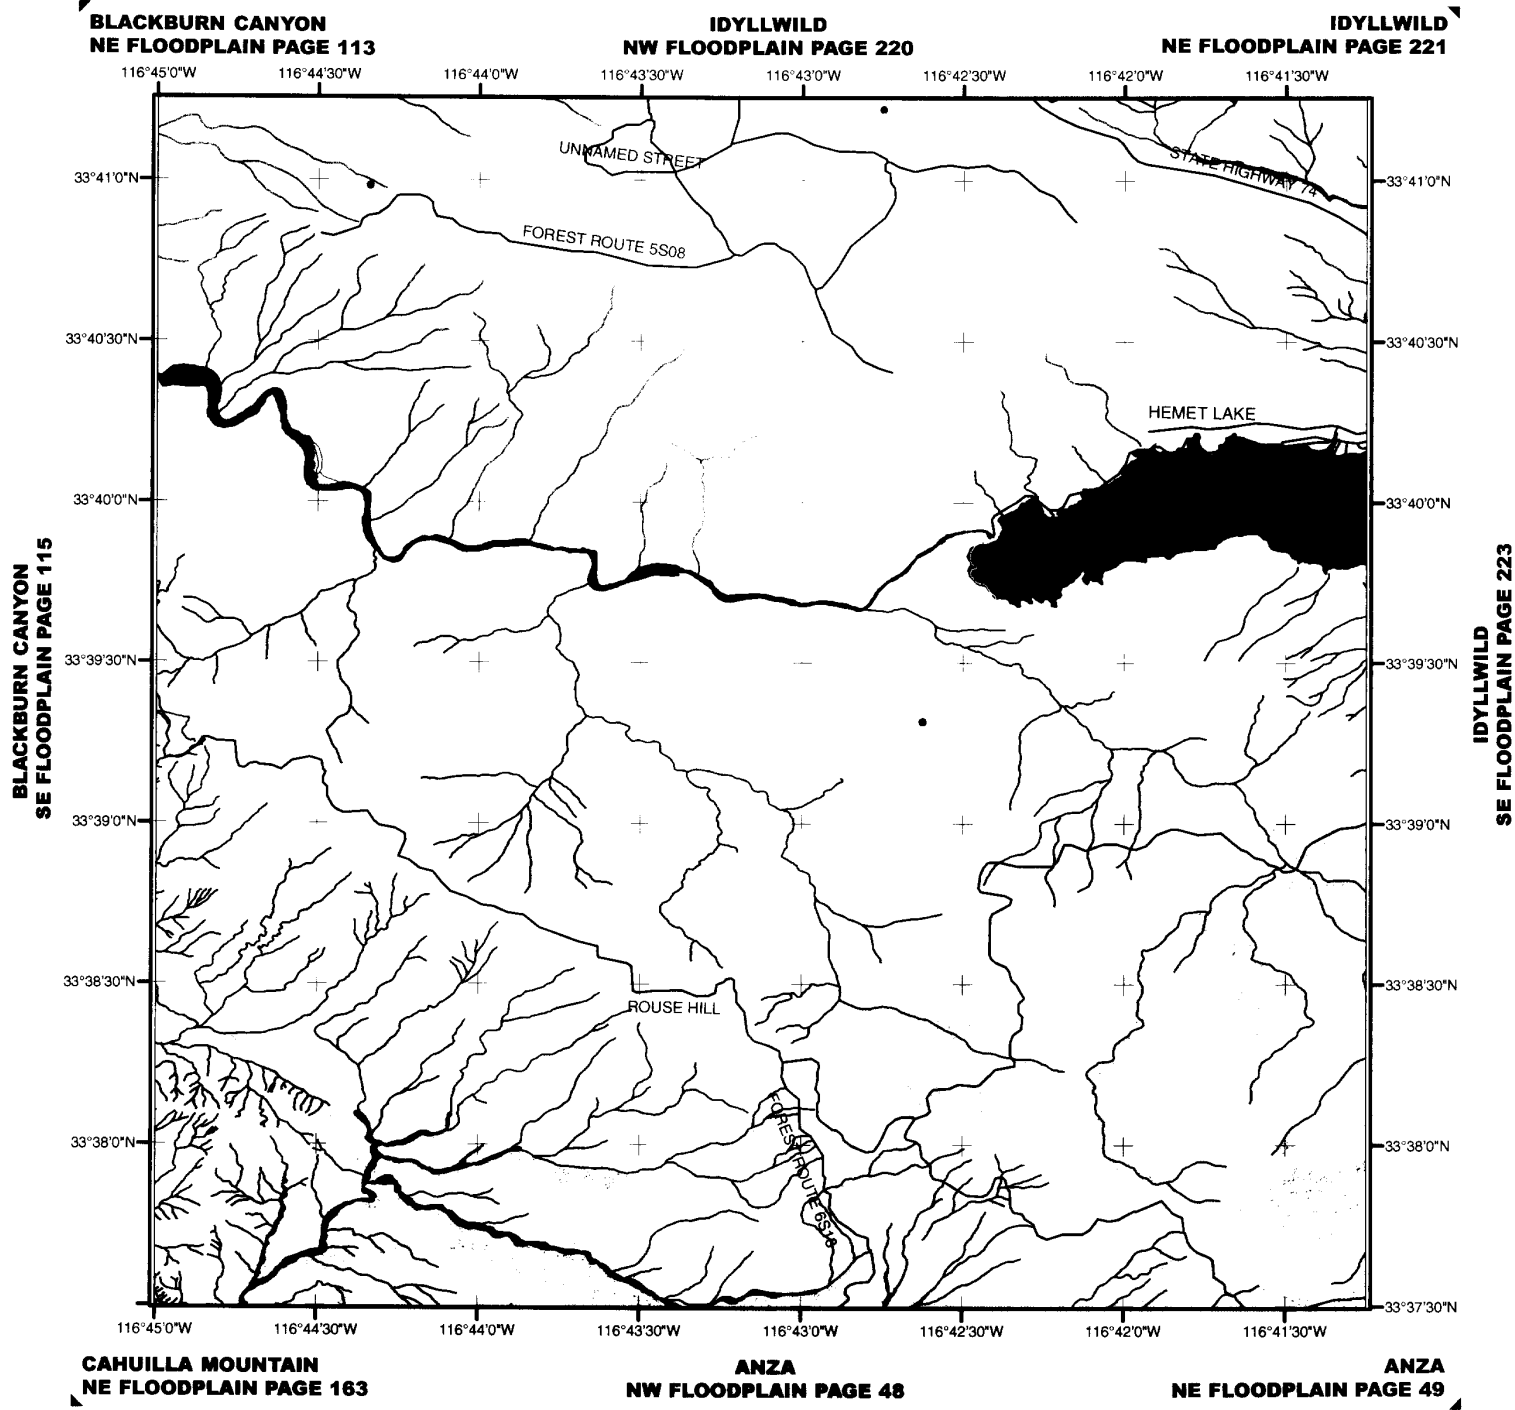 BLACKBURN CANYON
NE FLOODPLAIN PAGE 113
IDYLLWILD
NW FLOODPLAIN PAGE 220
IDYLLWILD
NE FLOODPLAIN PAGE 221
116°45'0"W 116°44'30"W 116°44'0"W 116°43'30"W 116°43'0"W 116°42'30"W 116°42'0"W 116°41'30"W
UNNAMED STREET
STATE HIGHWAY 74
33°41'0"N 33°41'0"N
FOREST ROUTE 5S08
33°40'30"N 33°40'30"N
HEMET LAKE
33°40'0"N 33°40'0"N
BLACKBURN CANYON
SE FLOODPLAIN PAGE 115
IDYLLWILD
SE FLOODPLAIN PAGE 223
33°39'30"N 33°39'30"N
33°39'0"N 33°39'0"N
33°38'30"N 33°38'30"N
ROUSE HILL
FOREST ROUTE 6S18
33°38'0"N 33°38'0"N
33°37'30"N
116°45'0"W 116°44'30"W 116°44'0"W 116°43'30"W 116°43'0"W 116°42'30"W 116°42'0"W 116°41'30"W
CAHUILLA MOUNTAIN
NE FLOODPLAIN PAGE 163
ANZA
NW FLOODPLAIN PAGE 48
ANZA
NE FLOODPLAIN PAGE 49